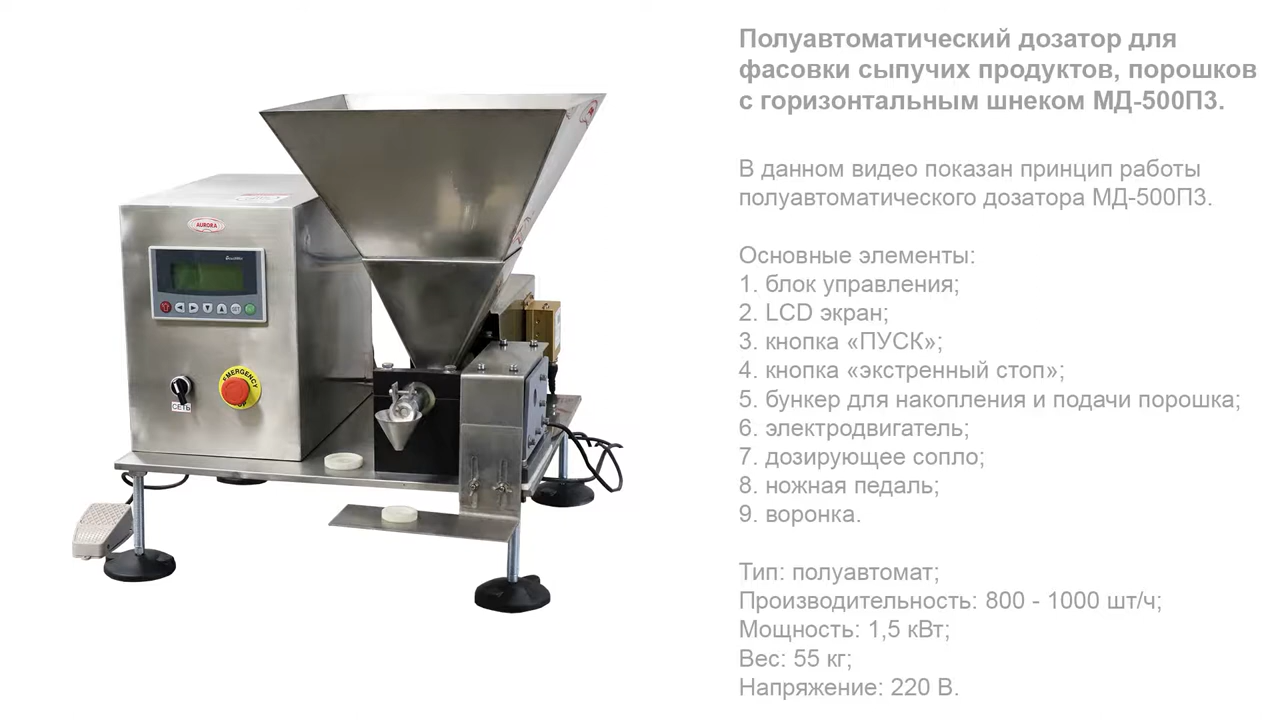 Полуавтоматический дозатор для
фасовки сыпучих продуктов, порошков
с горизонтальным шнеком МД-500П3.
В данном видео показан принцип работы
полуавтоматического дозатора МД-500П3.
Основные элементы:
1. блок управления;
2. LCD экран;
3. кнопка «ПУСК»;
4. кнопка «экстренный стоп»;
5. бункер для накопления и подачи порошка;
6. электродвигатель;
7. дозирующее сопло;
8. ножная педаль;
9. воронка.
Тип: полуавтомат;
Производительность: 800 - 1000 шт/ч;
Мощность: 1,5 кВт;
Вес: 55 кг;
Напряжение: 220 В.
AURORA
EMERGENCY
СЕТЬ